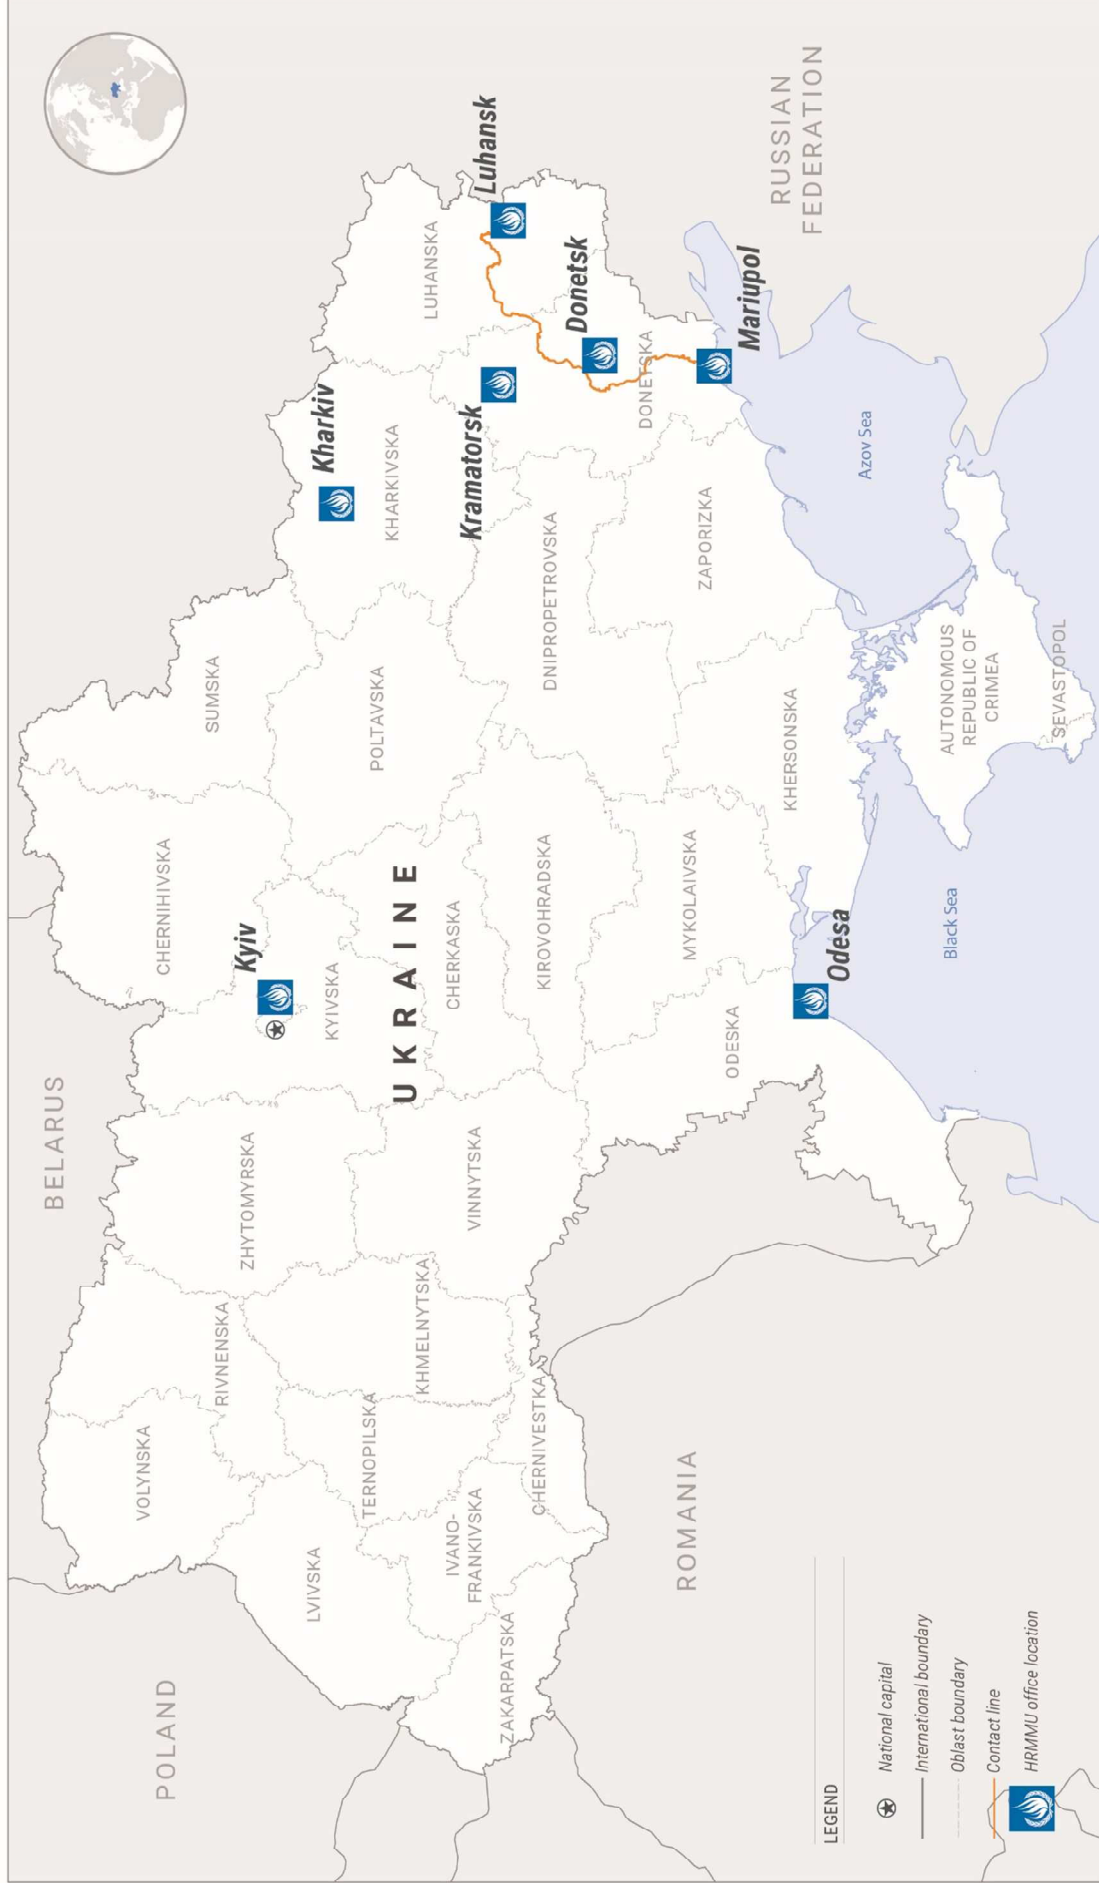 BELARUS
POLAND
RUSSIAN
FEDERATION
ROMANIA
UKRAINE
VOLYNSKA
RIVNENSKA
ZHYTOMYRSKA
KYIVSKA
CHERNIHIVSKA
SUMSKA
LVIVSKA
TERNOPILSKA
KHMELNYTSKA
VINNYTSKA
CHERKASKA
POLTAVSKA
KHARKIVSKA
LUHANSKA
ZAKARPATSKA
IVANO-
FRANKIVSKA
CHERNIVESTKA
KIROVOHRADSKA
DNIPROPETROVSKA
DONETSKA
ODESKA
MYKOLAIVSKA
KHERSONSKA
ZAPORIZKA
AUTONOMOUS
REPUBLIC OF
CRIMEA
SEVASTOPOL
Kyiv
Kharkiv
Kramatorsk
Luhansk
Donetsk
Mariupol
Odesa
Azov Sea
Black Sea
LEGEND
National capital
International boundary
Oblast boundary
Contact line
HRMMU office location